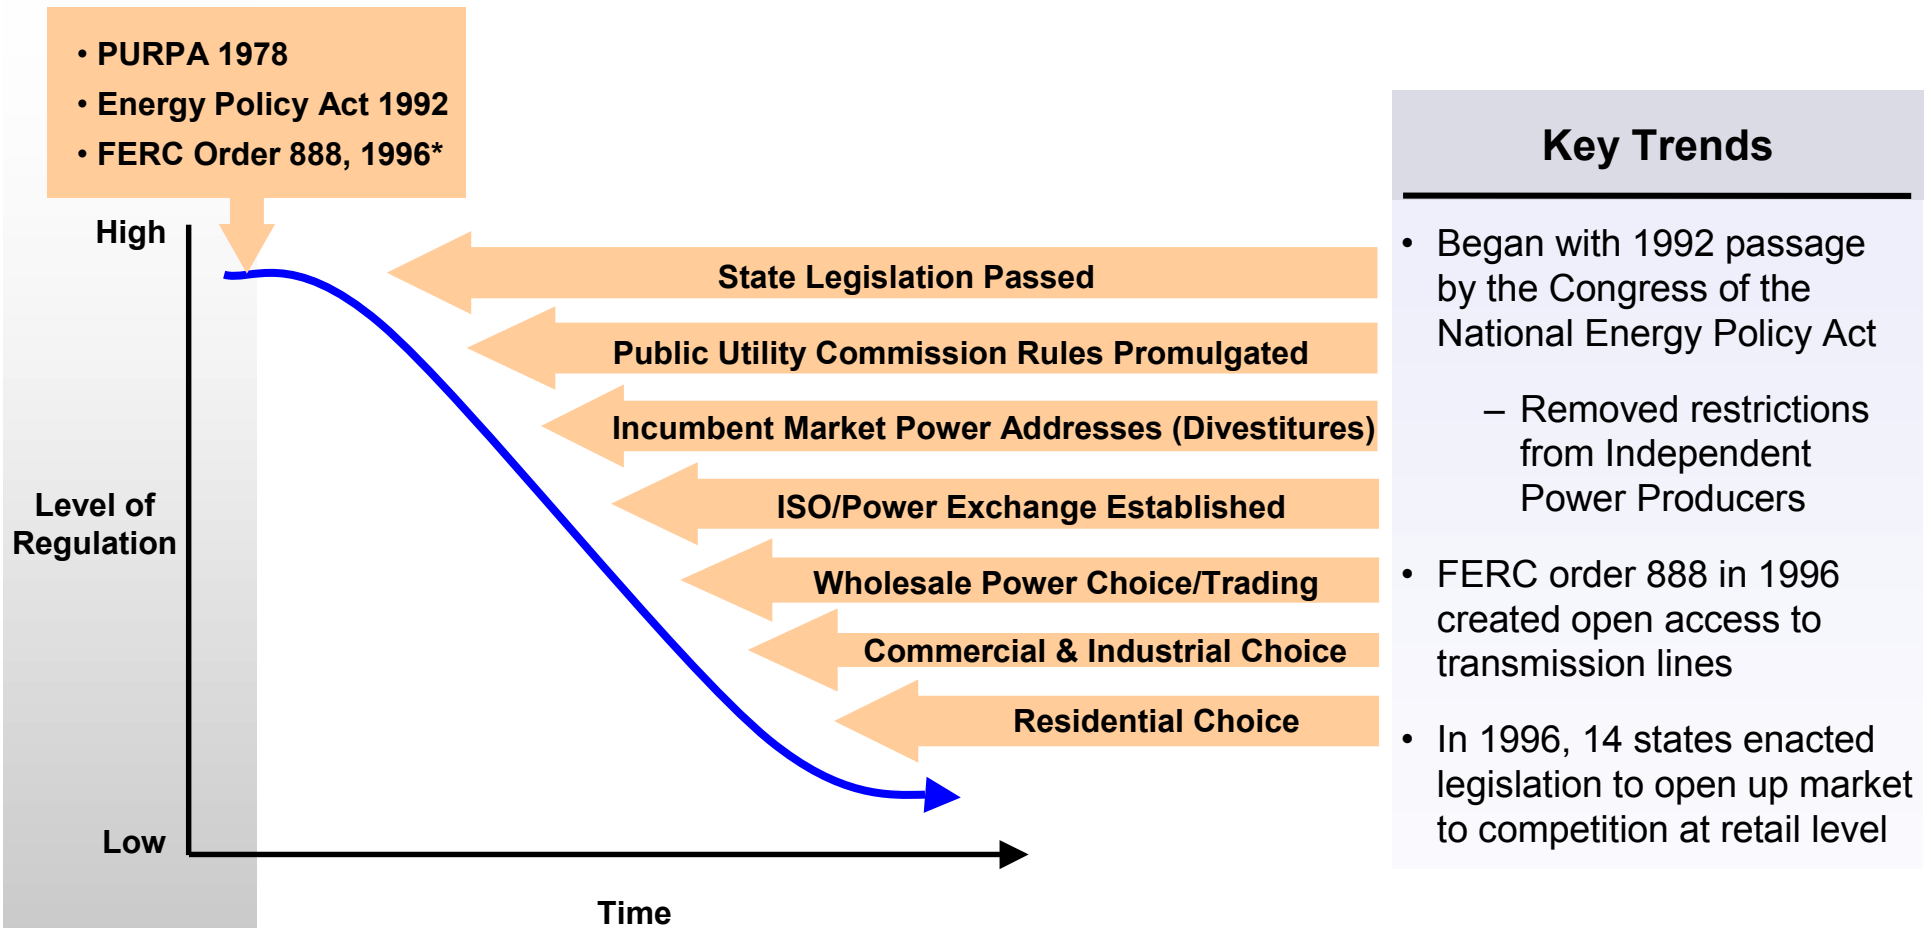 • PURPA 1978
• Energy Policy Act 1992
• FERC Order 888, 1996*
High
Level of
Regulation
Low
Time
State Legislation Passed
Public Utility Commission Rules Promulgated
Incumbent Market Power Addresses (Divestitures)
ISO/Power Exchange Established
Wholesale Power Choice/Trading
Commercial & Industrial Choice
Residential Choice
Key Trends
• Began with 1992 passage
by the Congress of the
National Energy Policy Act
– Removed restrictions
from Independent
Power Producers
• FERC order 888 in 1996
created open access to
transmission lines
• In 1996, 14 states enacted
legislation to open up market
to competition at retail level